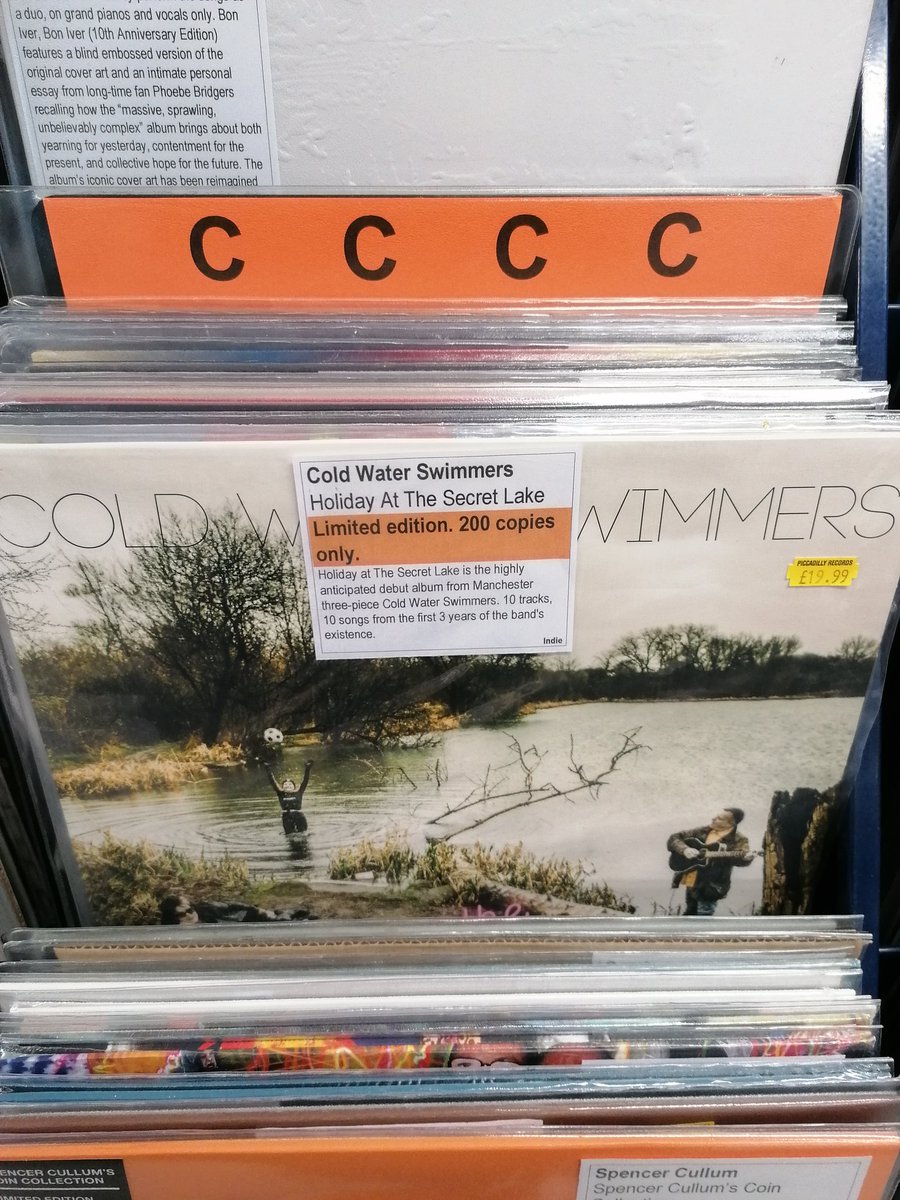 a duo, on grand pianos and vocals only. Bon
Iver, Bon Iver (10th Anniversary Edition)
features a blind embossed version of the
original cover art and an intimate personal
essay from long-time fan Phoebe Bridgers
recalling how the "massive, sprawling,
unbelievably complex" album brings about both
yearning for yesterday, contentment for the
present, and collective hope for the future. The
album's iconic cover art has been reimagined
C C C C
COLD W
WIMMERS
Cold Water Swimmers
Holiday At The Secret Lake
Limited edition. 200 copies
only.
Holiday at The Secret Lake is the highly
anticipated debut album from Manchester
three-piece Cold Water Swimmers. 10 tracks,
10 songs from the first 3 years of the band's
existence.
Indie
PICCADILLY RECORDS
£19.99
ENCER CULLUM'S
OIN COLLECTION
IMITED EDITION
Spencer Cullum
Spencer Cullum's Coin